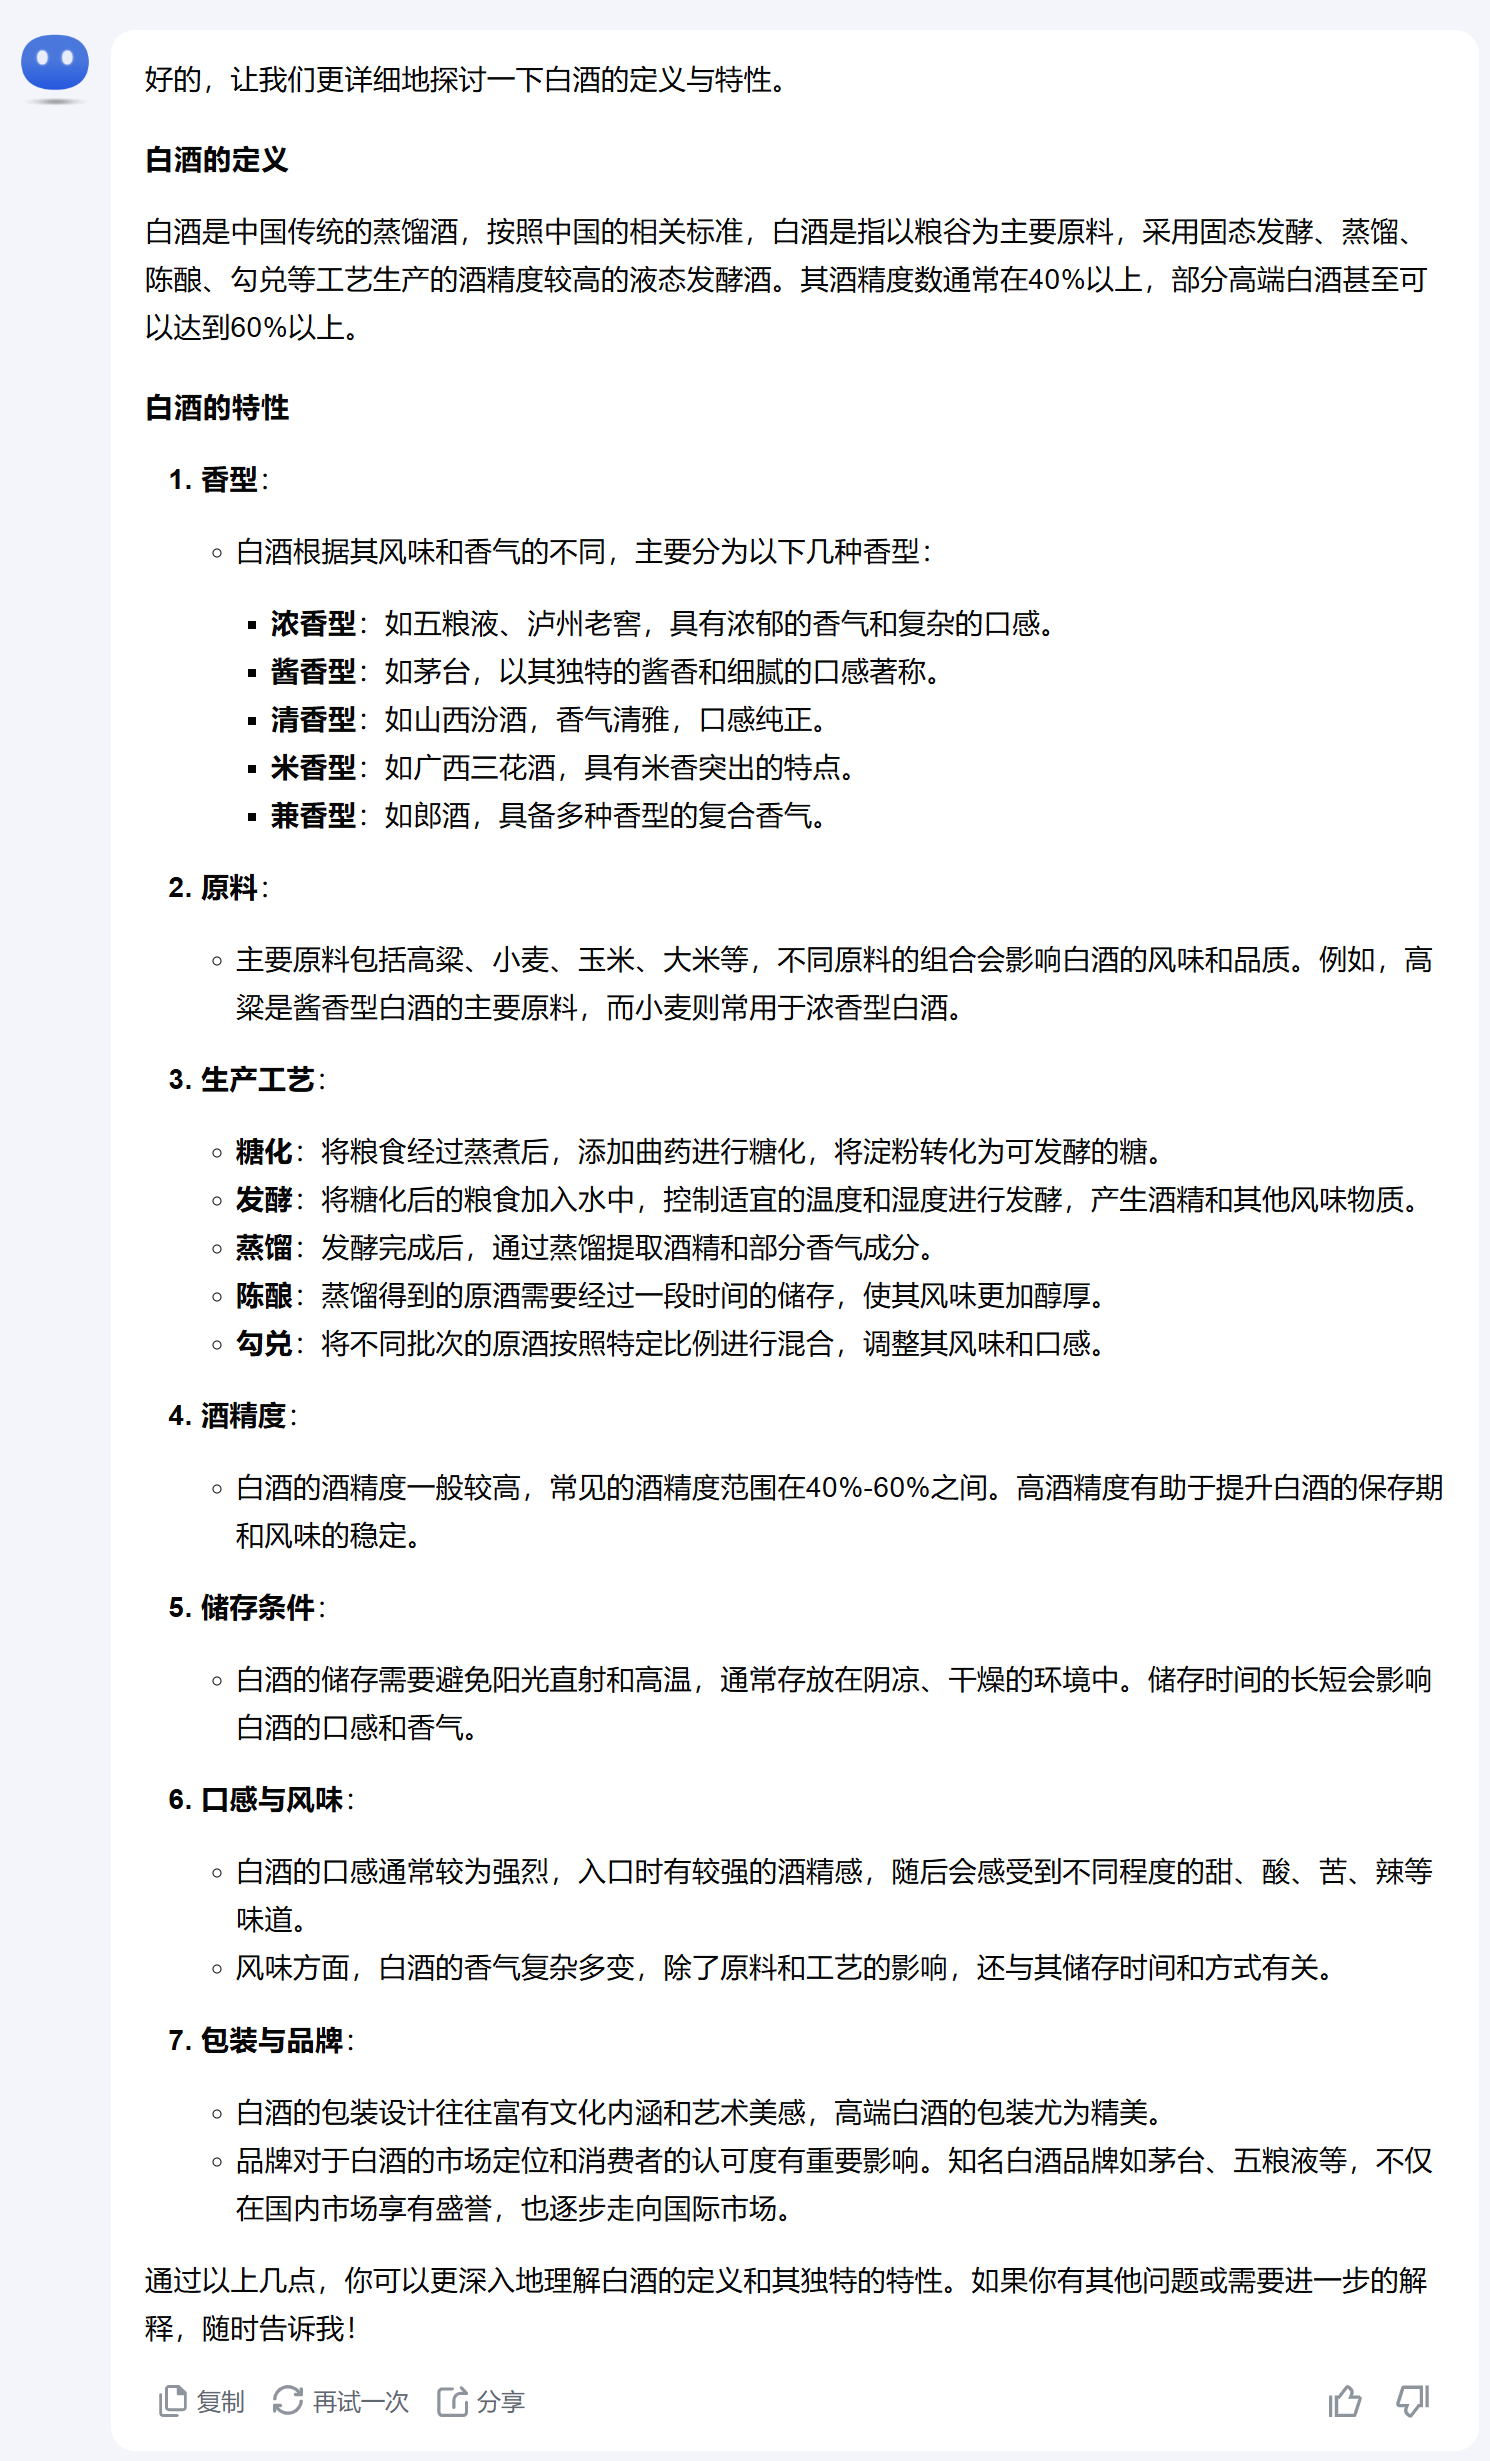 好的，让我们更详细地探讨一下白酒的定义与特性。
白酒的定义
白酒是中国传统的蒸馏酒，按照中国的相关标准，白酒是指以粮谷为主要原料，采用固态发酵、蒸馏、
陈酿、勾兑等工艺生产的酒精度较高的液态发酵酒。其酒精度数通常在40%以上，部分高端白酒甚至可
以达到60%以上。
白酒的特性
1. 香型：
白酒根据其风味和香气的不同，主要分为以下几种香型：
浓香型：如五粮液、泸州老窖，具有浓郁的香气和复杂的口感。
酱香型：如茅台，以其独特的酱香和细腻的口感著称。
清香型：如山西汾酒，香气清雅，口感纯正。
米香型：如广西三花酒，具有米香突出的特点。
兼香型：如郎酒，具备多种香型的复合香气。
2. 原料：
主要原料包括高粱、小麦、玉米、大米等，不同原料的组合会影响白酒的风味和品质。例如，高
粱是酱香型白酒的主要原料，而小麦则常用于浓香型白酒。
3. 生产工艺：
糖化：将粮食经过蒸煮后，添加曲药进行糖化，将淀粉转化为可发酵的糖。
发酵：将糖化后的粮食加入水中，控制适宜的温度和湿度进行发酵，产生酒精和其他风味物质。
蒸馏：发酵完成后，通过蒸馏提取酒精和部分香气成分。
陈酿：蒸馏得到的原酒需要经过一段时间的储存，使其风味更加醇厚。
勾兑：将不同批次的原酒按照特定比例进行混合，调整其风味和口感。
4. 酒精度：
白酒的酒精度一般较高，常见的酒精度范围在40%-60%之间。高酒精度有助于提升白酒的保存期
和风味的稳定。
5. 储存条件：
白酒的储存需要避免阳光直射和高温，通常存放在阴凉、干燥的环境中。储存时间的长短会影响
白酒的口感和香气。
6. 口感与风味：
白酒的口感通常较为强烈，入口时有较强的酒精感，随后会感受到不同程度的甜、酸、苦、辣等
味道。
风味方面，白酒的香气复杂多变，除了原料和工艺的影响，还与其储存时间和方式有关。
7. 包装与品牌：
白酒的包装设计往往富有文化内涵和艺术美感，高端白酒的包装尤为精美。
品牌对于白酒的市场定位和消费者的认可度有重要影响。知名白酒品牌如茅台、五粮液等，不仅
在国内市场享有盛誉，也逐步走向国际市场。
通过以上几点，你可以更深入地理解白酒的定义和其独特的特性。如果你有其他问题或需要进一步的解
释，随时告诉我！
复制 再试一次 分享